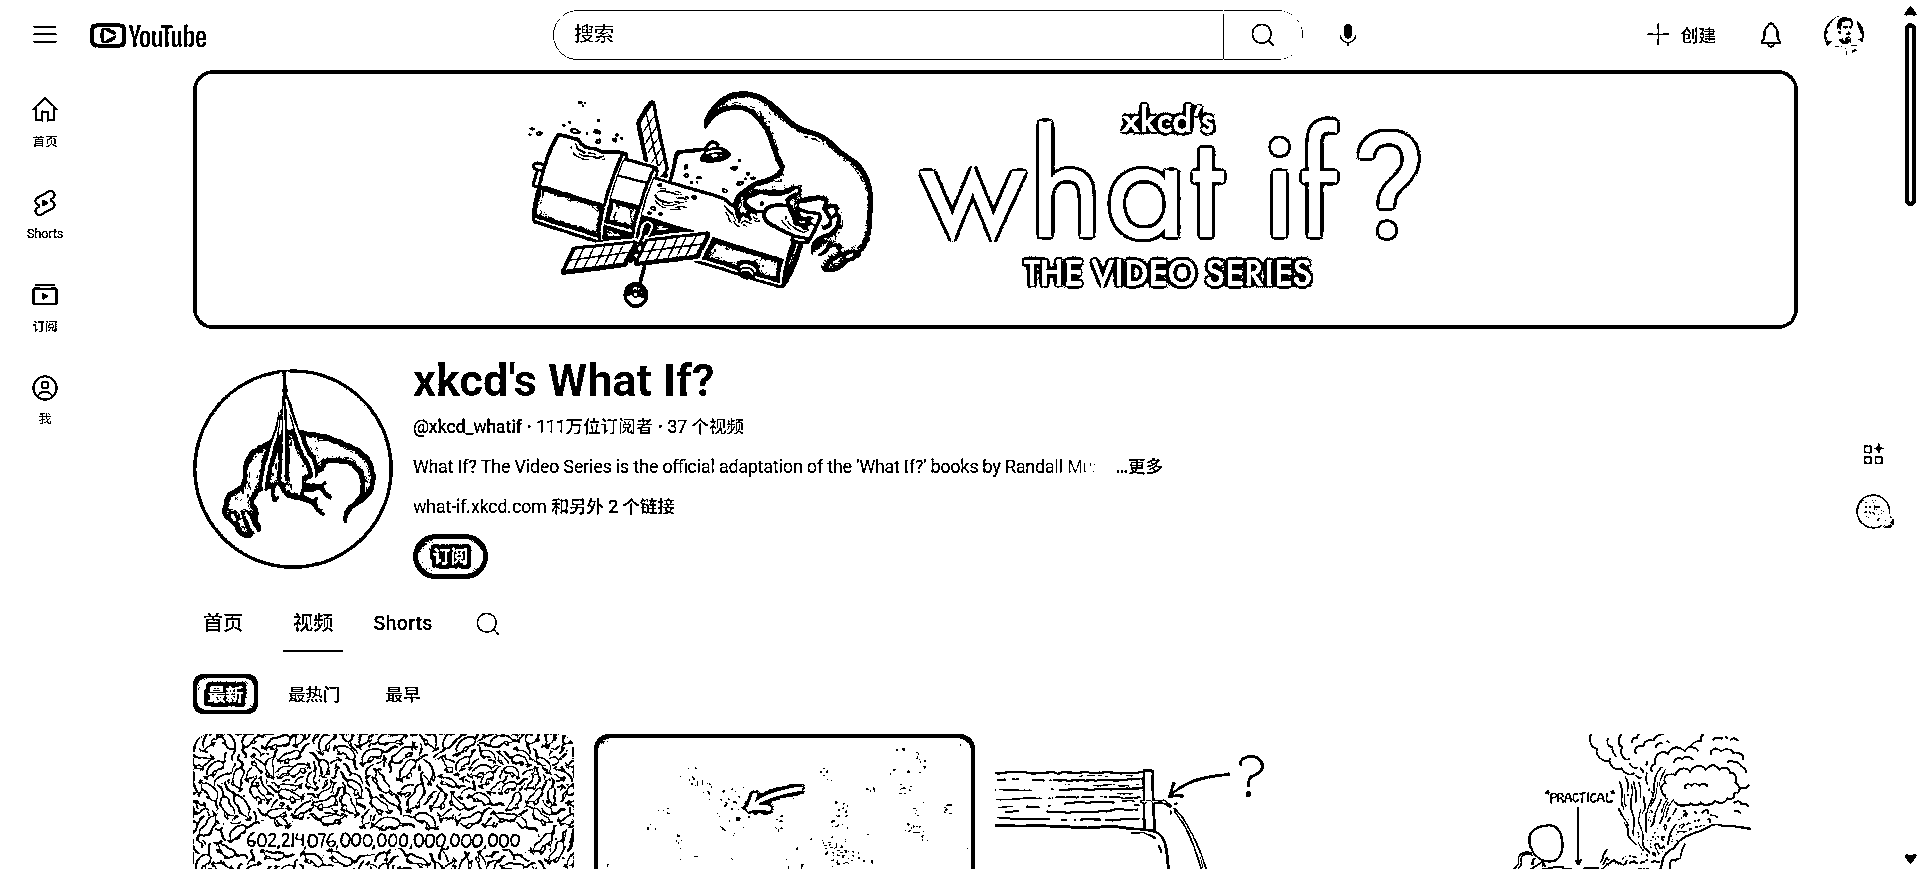 YouTube
搜索
创建
首页
Shorts
订阅
我
xkcd's
what if?
THE VIDEO SERIES
xkcd's What If?
@xkcd_whatif · 111万位订阅者 · 37 个视频
What If? The Video Series is the official adaptation of the 'What If?' books by Randall ...更多
what-if.xkcd.com 和另外 2 个链接
订阅
首页 视频 Shorts
最新 最热门 最早
602,214,076,000,000,000,000,000
?
"PRACTICAL"